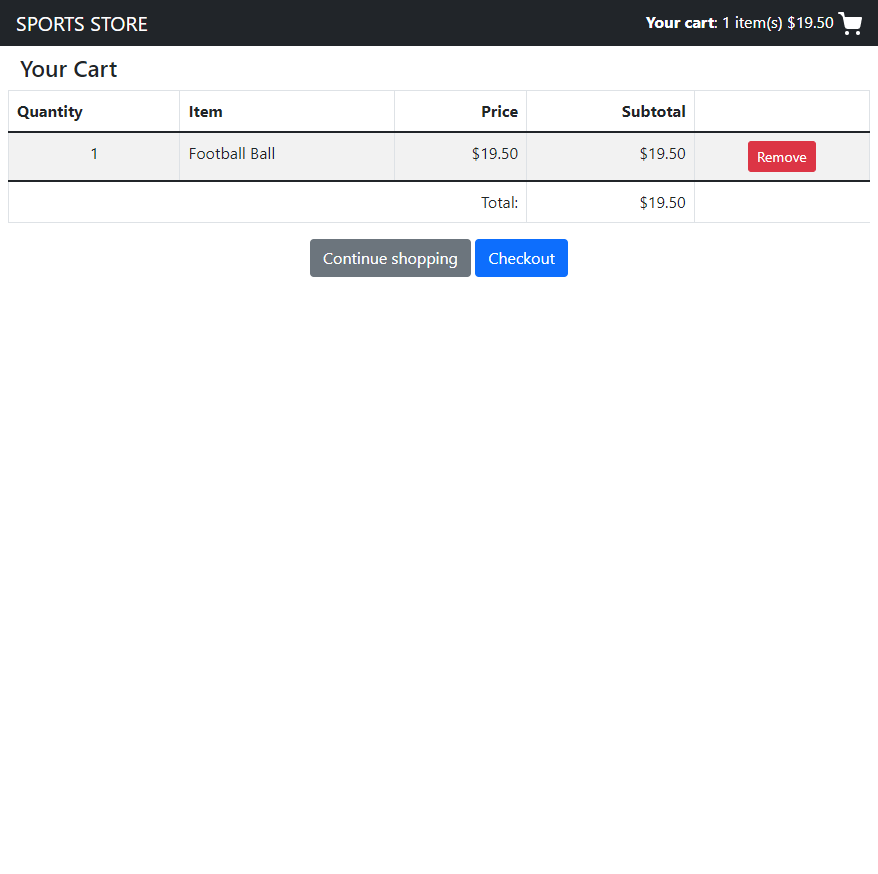 SPORTS STORE Your cart: 1 item(s) $19.50
Your Cart
Quantity Item Price Subtotal
1 Football Ball $19.50 $19.50 Remove
Total: $19.50
Continue shopping Checkout